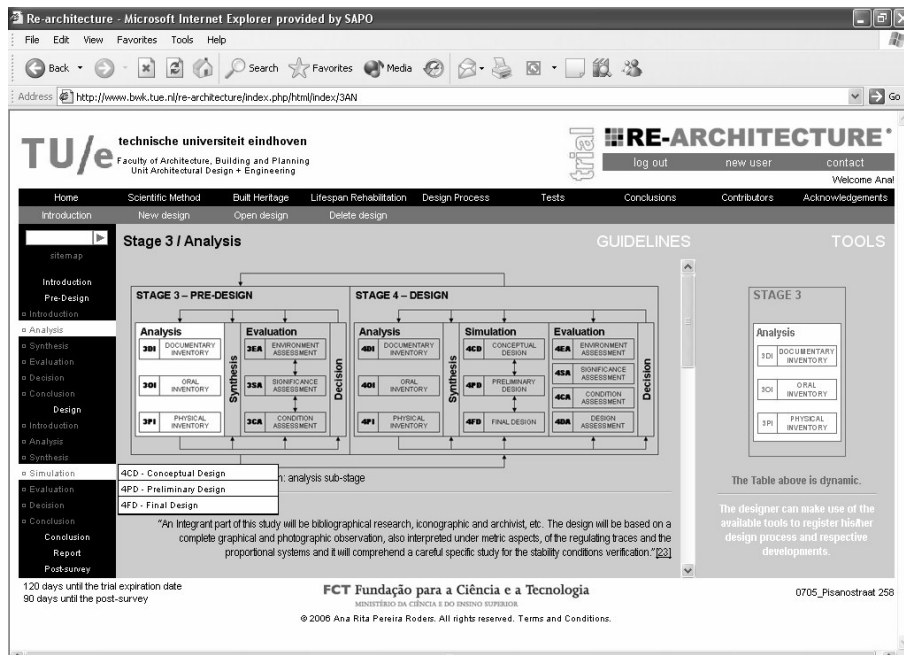 Re-architecture - Microsoft Internet Explorer provided by SAPO
File Edit View Favorites Tools Help
Back Search Favorites Media
Address http://www.bwk.tue.nl/re-architecture/index.php/html/index/3AN Go
TU/e
technische universiteit eindhoven
Faculty of Architecture, Building and Planning
Unit Architectural Design + Engineering
trial
RE-ARCHITECTURE
log out new user contact
Welcome Ana!
Home Scientific Method Built Heritage Lifespan Rehabilitation Design Process Tests Conclusions Contributors Acknowledgements
Introduction New design Open design Delete design
sitemap
Introduction
Pre-Design
Introduction
Analysis
Synthesis
Evaluation
Decision
Conclusion
Design
Introduction
Analysis
Synthesis
Simulation
Evaluation
Decision
Conclusion
Conclusion
Report
Post-survey
4CD - Conceptual Design
4PD - Preliminary Design
4FD - Final Design
Stage 3 / Analysis
GUIDELINES
STAGE 3 – PRE-DESIGN
Analysis
3DI DOCUMENTARY INVENTORY
3OI ORAL INVENTORY
3PI PHYSICAL INVENTORY
Synthesis
Evaluation
3EA ENVIRONMENT ASSESSMENT
3SA SIGNIFICANCE ASSESSMENT
3CA CONDITION ASSESSMENT
Decision
STAGE 4 – DESIGN
Analysis
4DI DOCUMENTARY INVENTORY
4OI ORAL INVENTORY
4PI PHYSICAL INVENTORY
Synthesis
Simulation
4CD CONCEPTUAL DESIGN
4PD PRELIMINARY DESIGN
4FD FINAL DESIGN
Evaluation
4EA ENVIRONMENT ASSESSMENT
4SA SIGNIFICANCE ASSESSMENT
4CA CONDITION ASSESSMENT
4DA DESIGN ASSESSMENT
Decision
n: analysis sub-stage
"An Integrant part of this study will be bibliographical research, iconographic and archivist, etc. The design will be based on a
complete graphical and photographic observation, also interpreted under metric aspects, of the regulating traces and the
proportional systems and it will comprehend a careful specific study for the stability conditions verification."[23]
TOOLS
STAGE 3
Analysis
3DI DOCUMENTARY INVENTORY
3OI ORAL INVENTORY
3PI PHYSICAL INVENTORY
The Table above is dynamic.
The designer can make use of the
available tools to register his/her
design process and respective
developments.
120 days until the trial expiration date
90 days until the post-survey
FCT Fundação para a Ciência e a Tecnologia
MINISTÉRIO DA CIÊNCIA E DO ENSINO SUPERIOR
© 2006 Ana Rita Pereira Roders. All rights reserved. Terms and Conditions.
0705_Pisanostraat 258